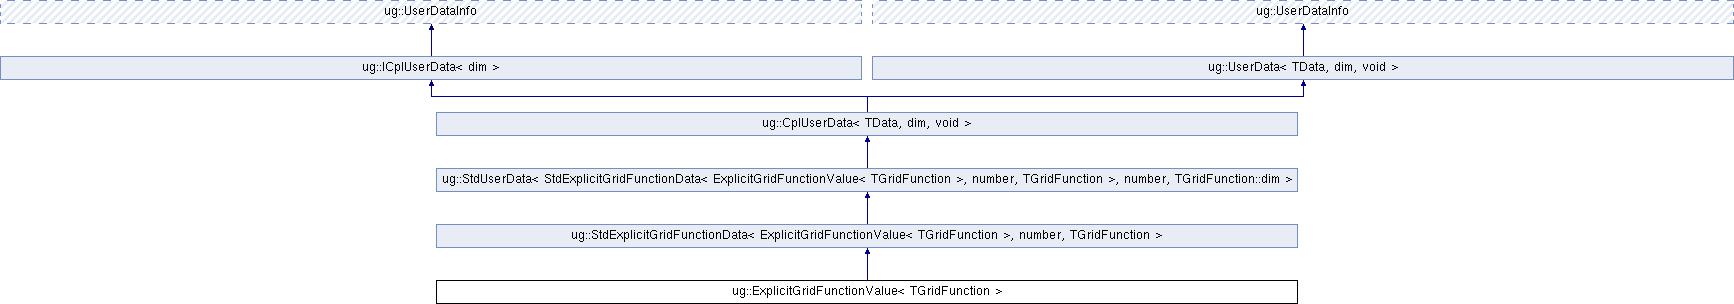 ug::UserDataInfo
ug::UserDataInfo
ug::ICplUserData< dim >
ug::UserData< TData, dim, void >
ug::CplUserData< TData, dim, void >
ug::StdUserData< StdExplicitGridFunctionData< ExplicitGridFunctionValue< TGridFunction >, number, TGridFunction >, number, TGridFunction::dim >
ug::StdExplicitGridFunctionData< ExplicitGridFunctionValue< TGridFunction >, number, TGridFunction >
ug::ExplicitGridFunctionValue< TGridFunction >